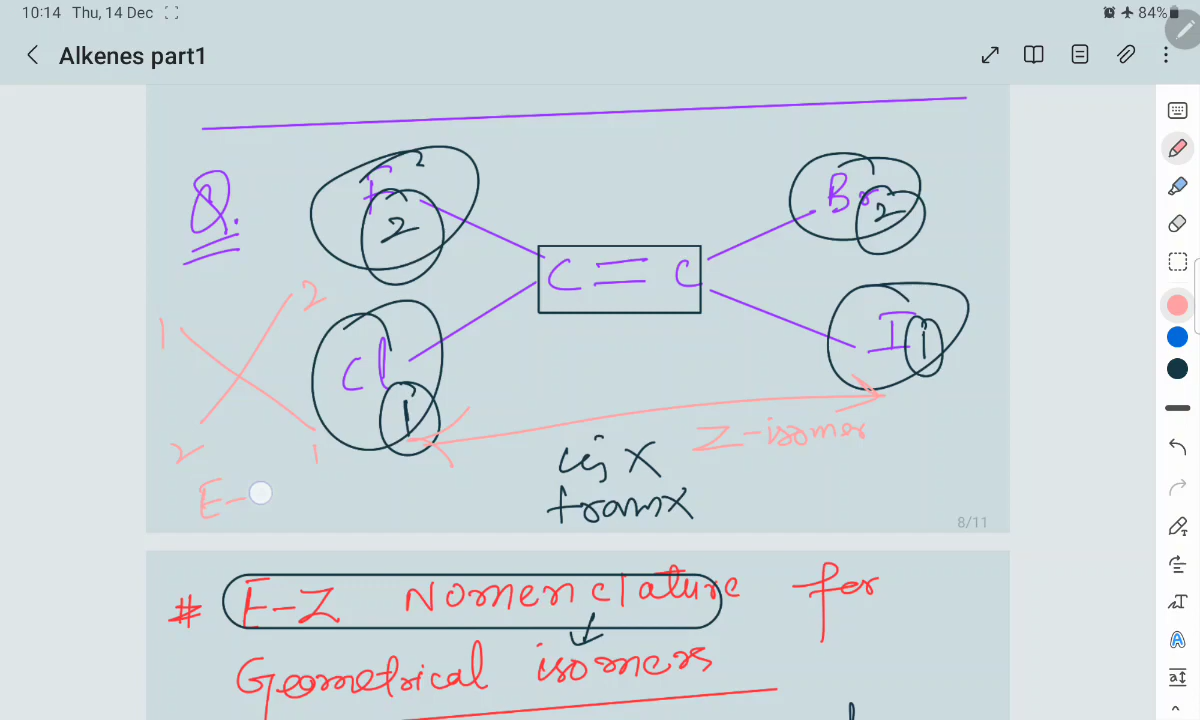 10:14 Thu, 14 Dec 84%
Alkenes part1
Q.
F 2 2 Br 2
C = C
1 2
Cl 1 I 1
2 1
Z-isomer
cis X
E-
trans X
8/11
# E-Z Nomenclature for
Geometrical isomers